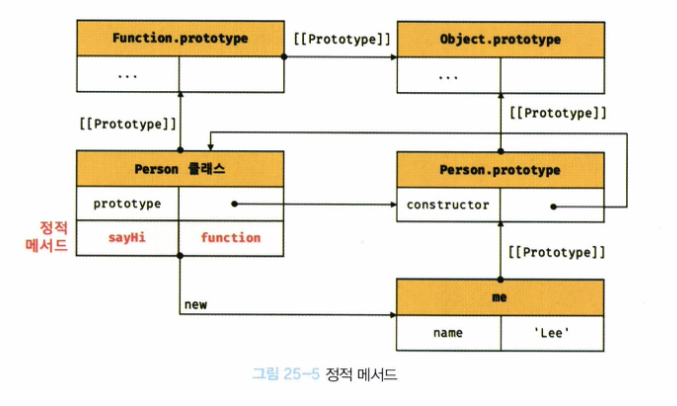 Function.prototype
[[Prototype]]
Object.prototype
...
...
[[Prototype]]
[[Prototype]]
Person 클래스
Person.prototype
prototype
constructor
정적
메서드
sayHi
function
[[Prototype]]
new
me
name
'Lee'
그림 25-5 정적 메서드